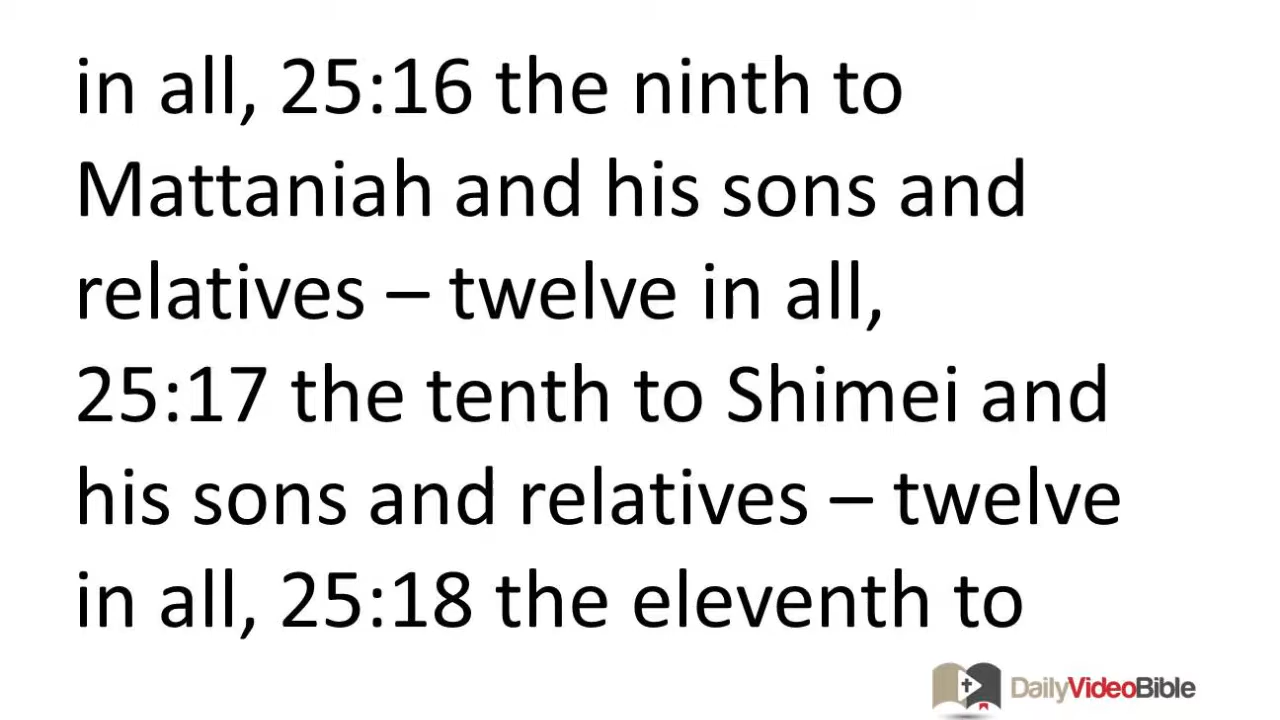 in all, 25:16 the ninth to
Mattaniah and his sons and
relatives – twelve in all,
25:17 the tenth to Shimei and
his sons and relatives – twelve
in all, 25:18 the eleventh to
DailyVideoBible